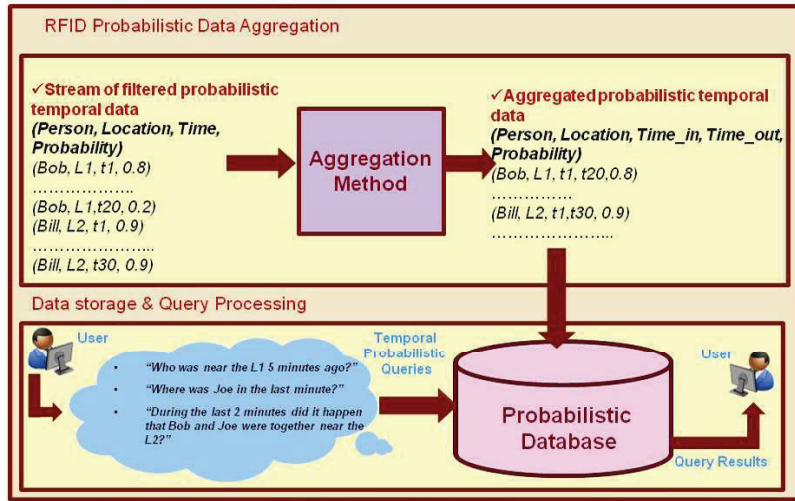 RFID Probabilistic Data Aggregation
✓Stream of filtered probabilistic
temporal data
(Person, Location, Time,
Probability)
(Bob, L1, t1, 0.8)
………………..
(Bob, L1,t20, 0.2)
(Bill, L2, t1, 0.9)
…………………..
(Bill, L2, t30, 0.9)
Aggregation
Method
✓Aggregated probabilistic temporal
data
(Person, Location, Time_in, Time_out,
Probability)
(Bob, L1, t1, t20,0.8)
……………
(Bill, L2, t1,t30, 0.9)
…………………..
Data storage & Query Processing
User
• “Who was near the L1 5 minutes ago?”
• “Where was Joe in the last minute?”
• “During the last 2 minutes did it happen
that Bob and Joe were together near the
L2?”
Temporal
Probabilistic
Queries
Probabilistic
Database
User
Query Results